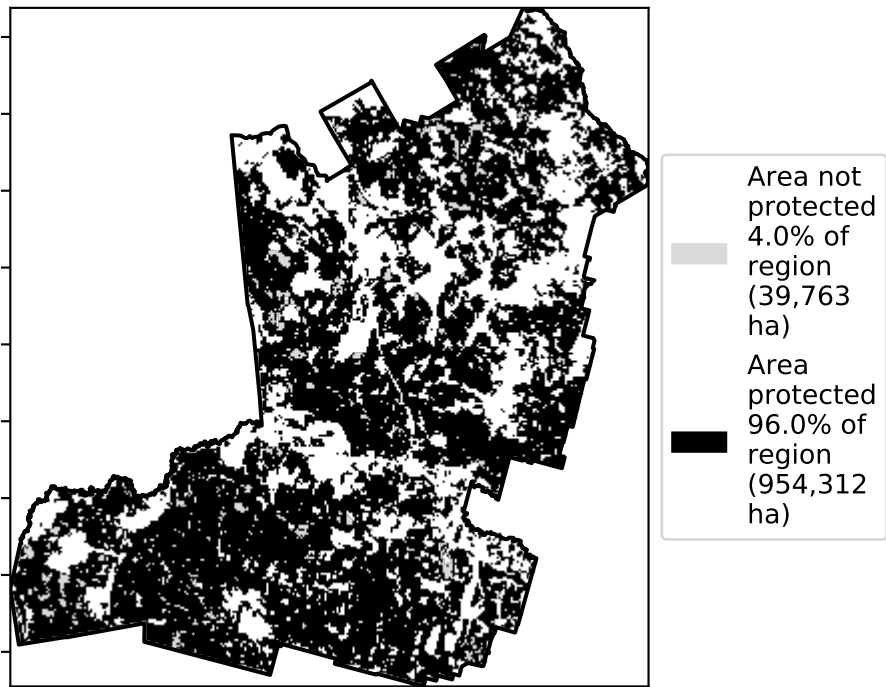 Area not
protected
4.0% of
region
(39,763
ha)
Area
protected
96.0% of
region
(954,312
ha)